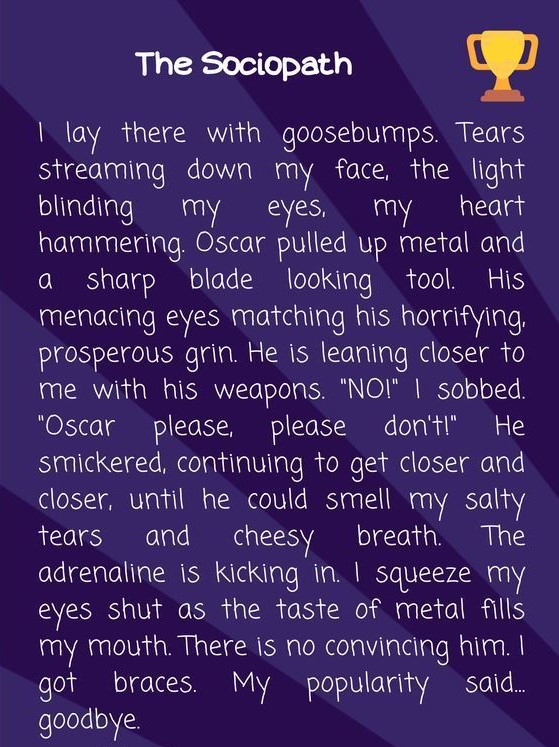 The Sociopath
I lay there with goosebumps. Tears
streaming down my face, the light
blinding my eyes, my heart
hammering. Oscar pulled up metal and
a sharp blade looking tool. His
menacing eyes matching his horrifying,
prosperous grin. He is leaning closer to
me with his weapons. "NO!" I sobbed.
"Oscar please, please don't!" He
smickered, continuing to get closer and
closer, until he could smell my salty
tears and cheesy breath. The
adrenaline is kicking in. I squeeze my
eyes shut as the taste of metal fills
my mouth. There is no convincing him. I
got braces. My popularity said...
goodbye.